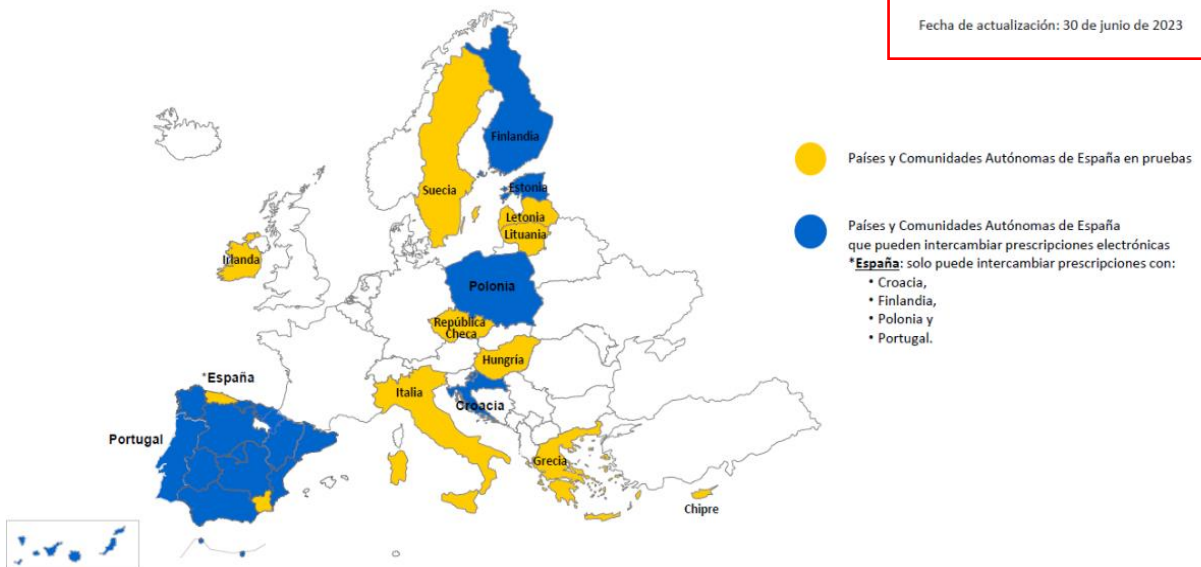 Fecha de actualización: 30 de junio de 2023
Finlandia
Países y Comunidades Autónomas de España en pruebas
Suecia
Estonia
Letonia
Lituania
Países y Comunidades Autónomas de España
que pueden intercambiar prescripciones electrónicas
*España: solo puede intercambiar prescripciones con:
• Croacia,
• Finlandia,
• Polonia y
• Portugal.
Irlanda
Polonia
República
Checa
Hungría
*España
Italia
Croacia
Portugal
Grecia
Chipre